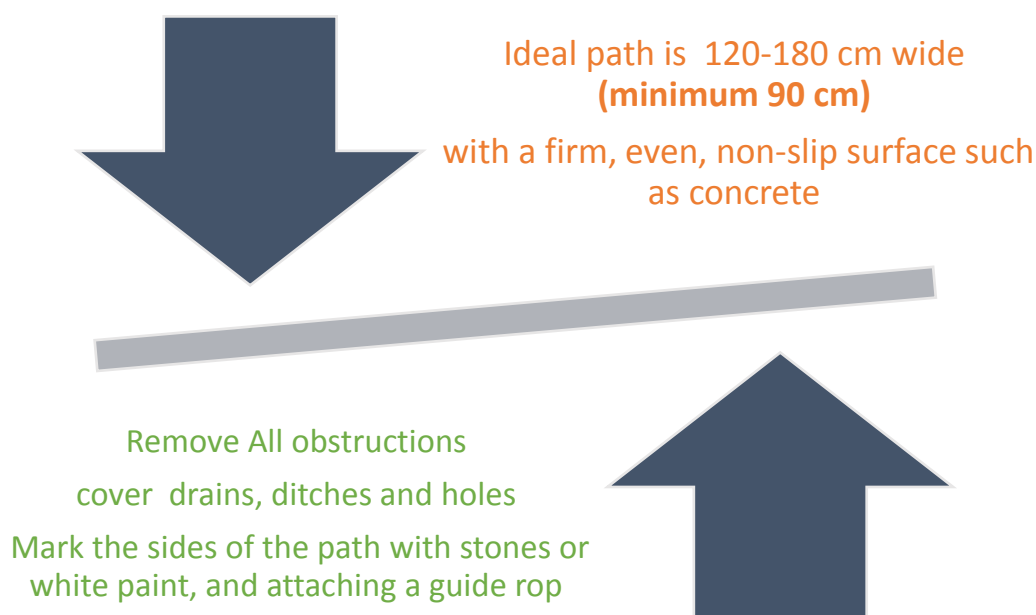 Ideal path is 120-180 cm wide
(minimum 90 cm)
with a firm, even, non-slip surface such
as concrete
Remove All obstructions
cover drains, ditches and holes
Mark the sides of the path with stones or
white paint, and attaching a guide rop